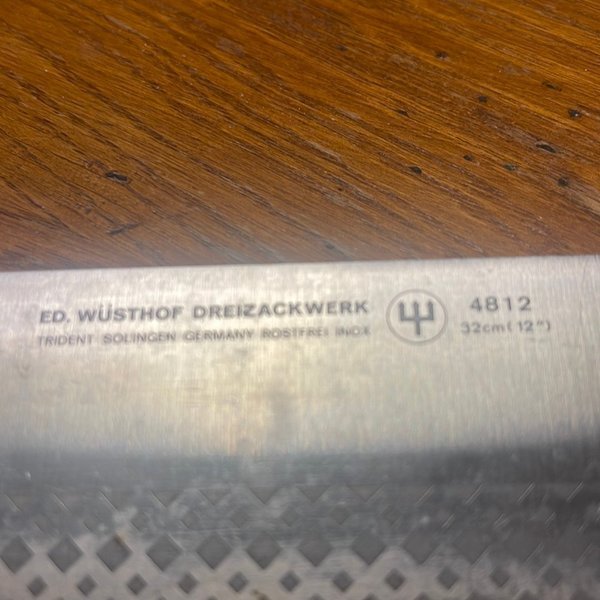 ED. WÜSTHOF DREIZACKWERK
TRIDENT SOLINGEN GERMANY ROSTFREI INOX
4812
32cm(12")